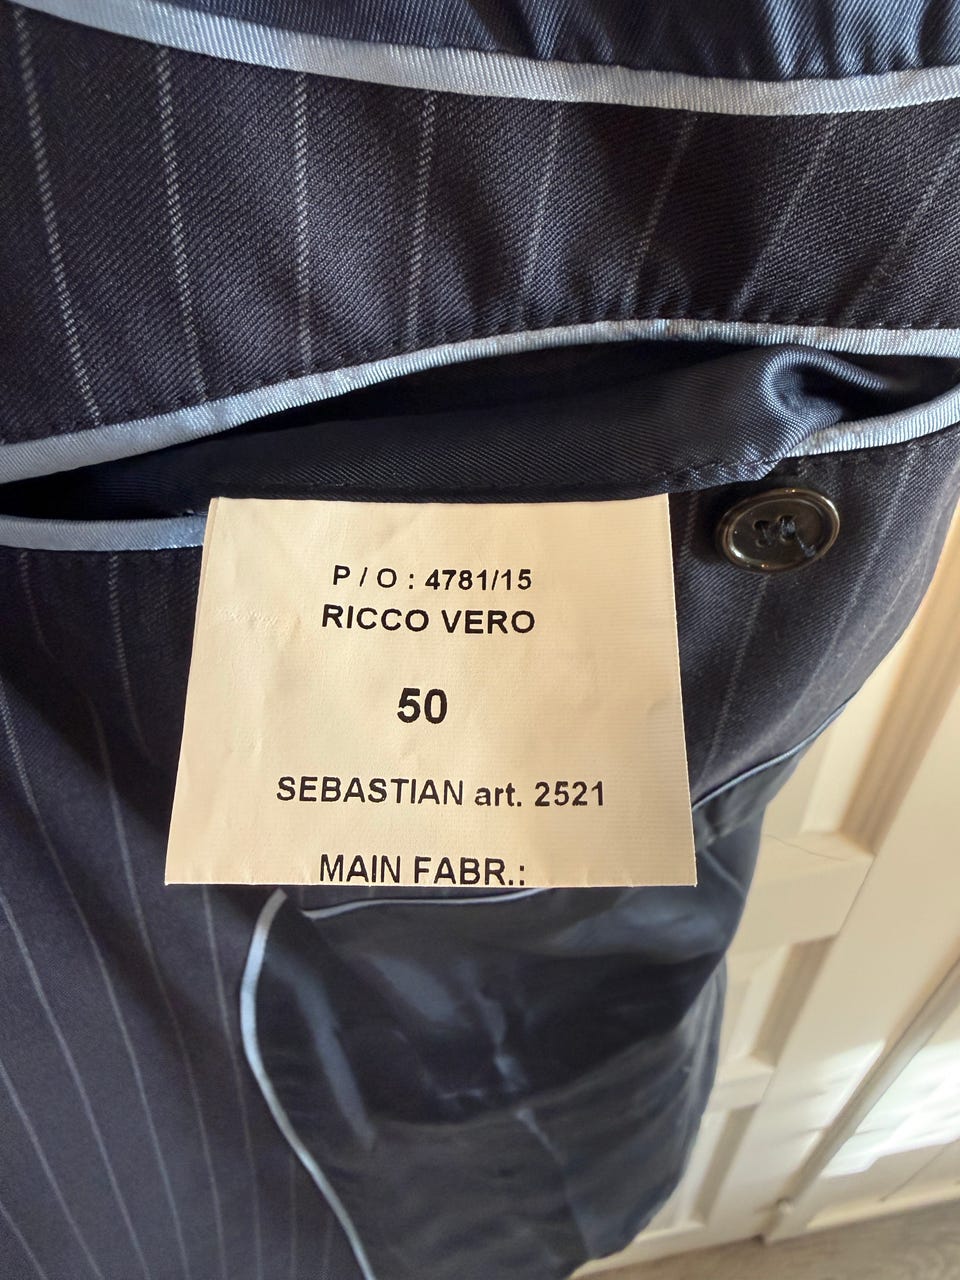 P / O : 4781/15
RICCO VERO
50
SEBASTIAN art. 2521
MAIN FABR.: